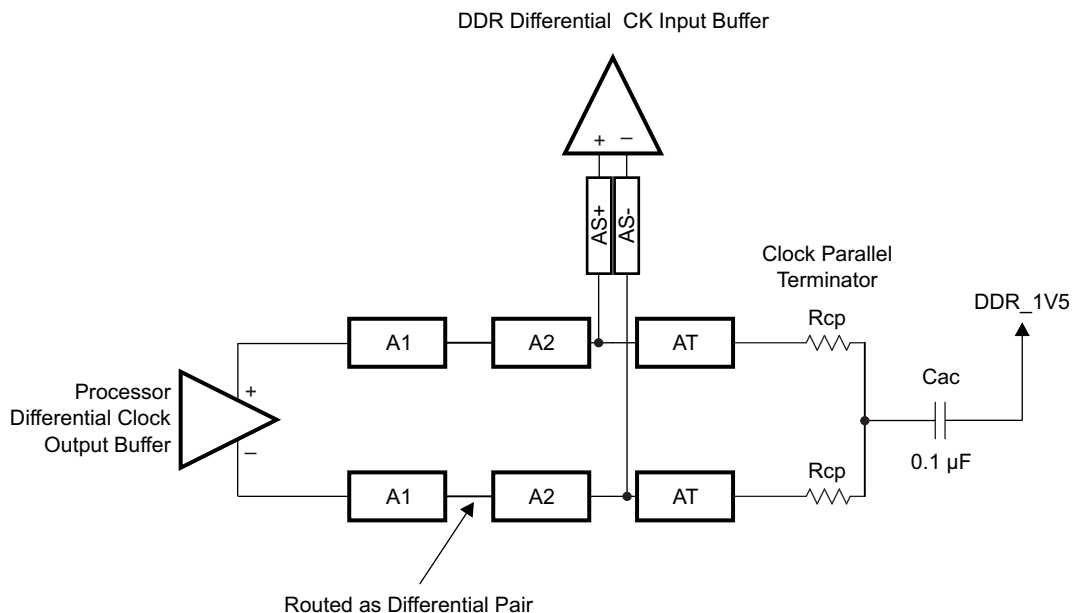 DDR Differential CK Input Buffer
+ –
AS+
AS-
Clock Parallel
Terminator
DDR_1V5
Rcp
A1
A2
AT
Cac
Processor
Differential Clock
Output Buffer
+
–
0.1 µF
Rcp
A1
A2
AT
Routed as Differential Pair